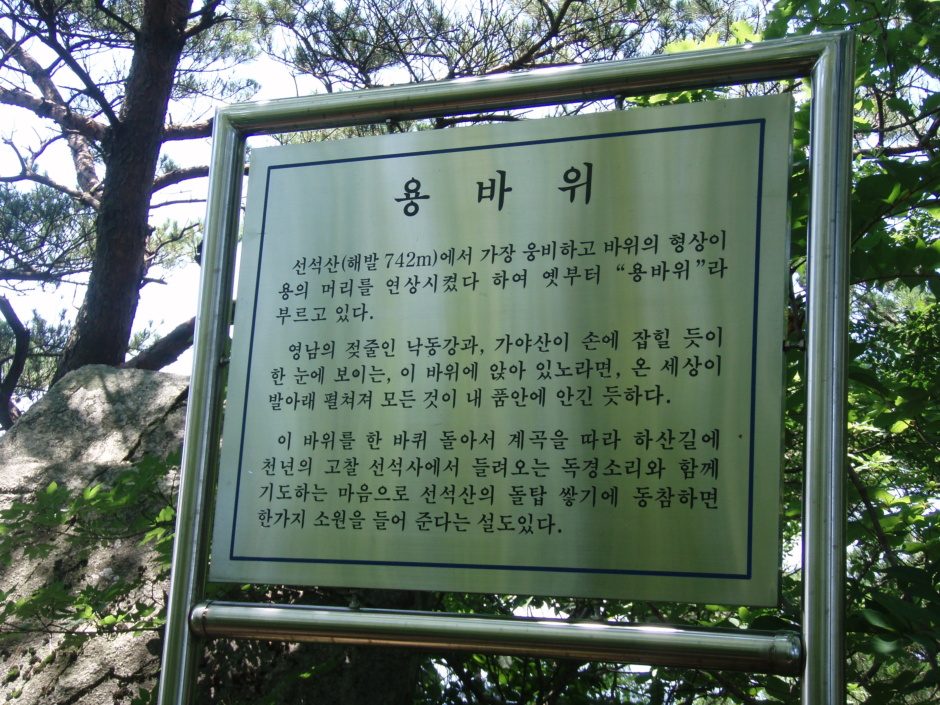 용 바 위
선석산(해발 742m)에서 가장 웅비하고 바위의 형상이
용의 머리를 연상시켰다 하여 옛부터 “용바위”라
부르고 있다.
영남의 젖줄인 낙동강과, 가야산이 손에 잡힐 듯이
한 눈에 보이는, 이 바위에 앉아 있노라면, 온 세상이
발아래 펼쳐져 모든 것이 내 품안에 안긴 듯하다.
이 바위를 한 바퀴 돌아서 계곡을 따라 하산길에
천년의 고찰 선석사에서 들려오는 독경소리와 함께
기도하는 마음으로 선석산의 돌탑 쌓기에 동참하면
한가지 소원을 들어 준다는 설도있다.